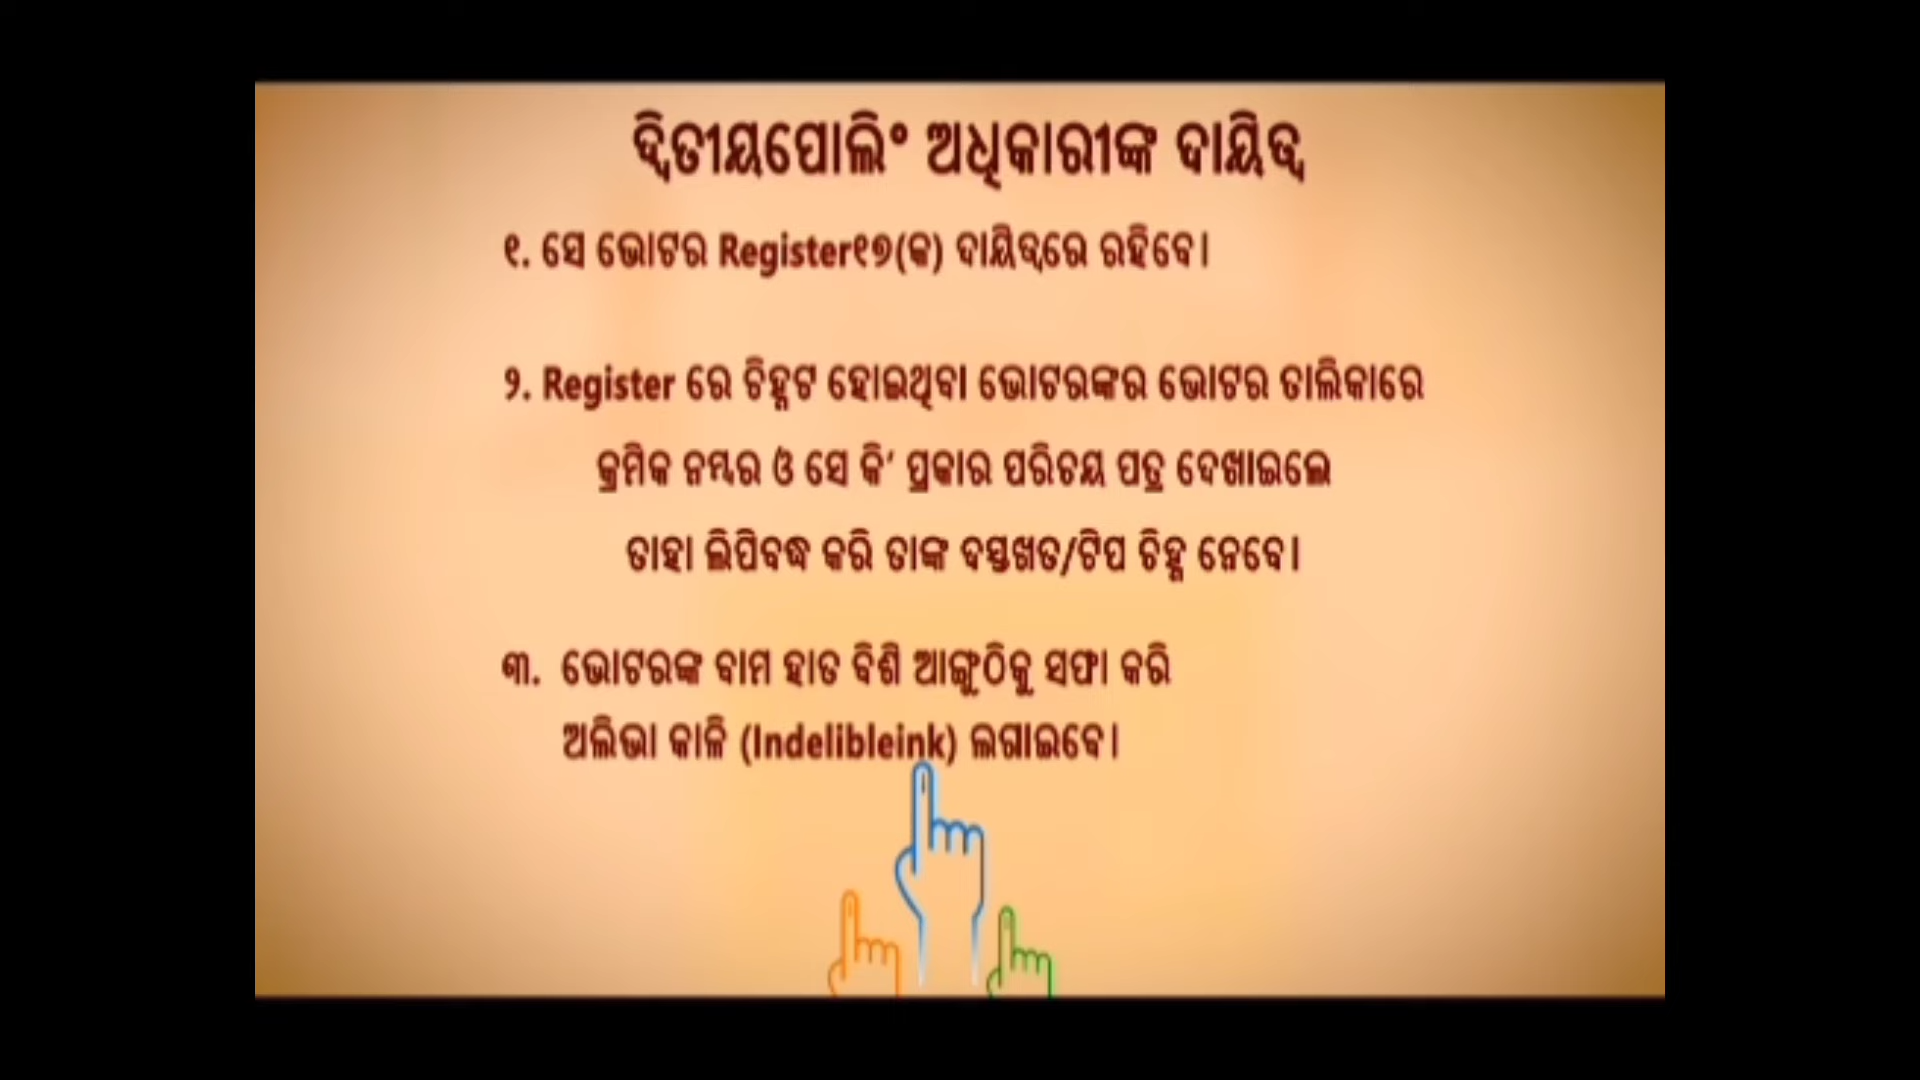 ଦ୍ୱିତୀୟପୋଲିଂ ଅଧିକାରୀଙ୍କ ଦାୟିତ୍ୱ
୧. ସେ ଭୋଟର Register୧୭(କ) ଦାୟିତ୍ୱରେ ରହିବେ।
୨. Register ରେ ଚିହ୍ନଟ ହୋଇଥିବା ଭୋଟରଙ୍କର ଭୋଟର ତାଲିକାରେ
କ୍ରମିକ ନମ୍ବର ଓ ସେ କି' ପ୍ରକାର ପରିଚୟ ପତ୍ର ଦେଖାଇଲେ
ତାହା ଲିପିବଦ୍ଧ କରି ତାଙ୍କ ଦସ୍ତଖତ/ଟିପ ଚିହ୍ନ ନେବେ।
୩. ଭୋଟରଙ୍କ ବାମ ହାତ ବିଶି ଆଙ୍ଗୁଠିକୁ ସଫା କରି
ଅଲିଭା କାଳି (Indelibleink) ଲଗାଇବେ।